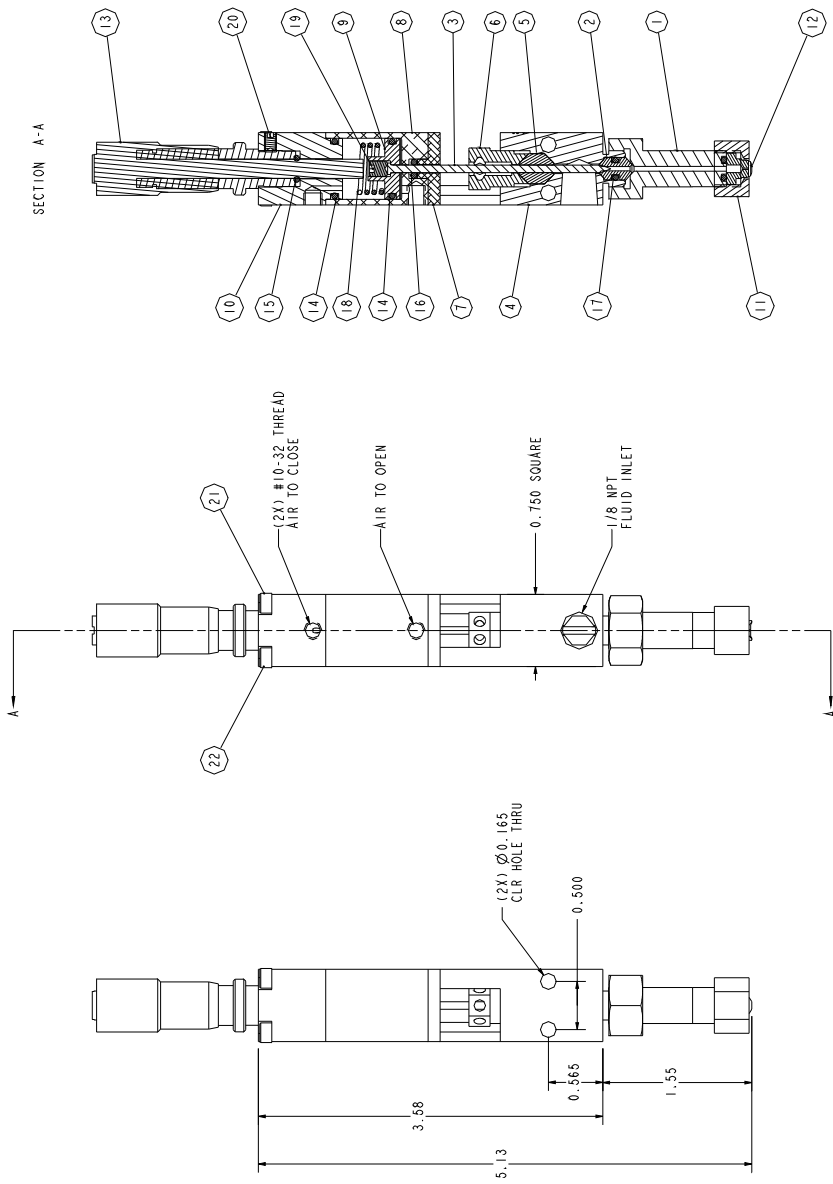 SECTION A-A
13
20
19
9
8
3
6
5
2
1
12
10
15
14
18
14
16
7
4
17
11
A
A
21
22
(2X) #10-32 THREAD
AIR TO CLOSE
AIR TO OPEN
0.750 SQUARE
1/8 NPT
FLUID INLET
(2X) Ø0.165
CLR HOLE THRU
0.500
0.565
1.55
3.58
5.13